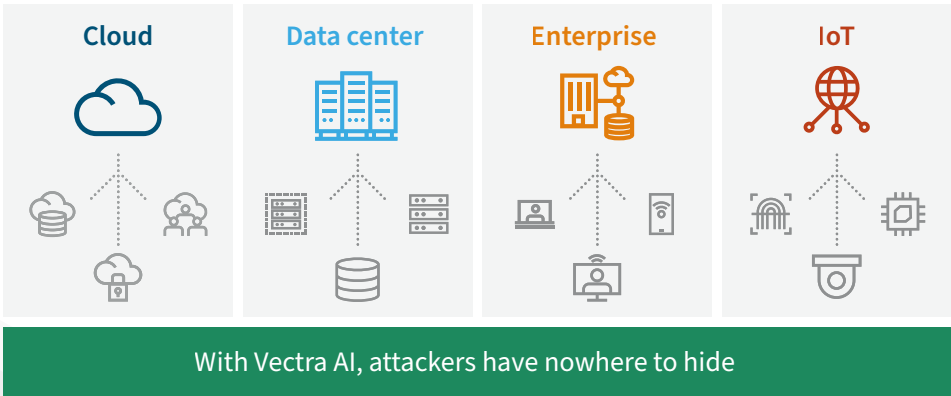 Cloud
Data center
Enterprise
IoT
With Vectra AI, attackers have nowhere to hide